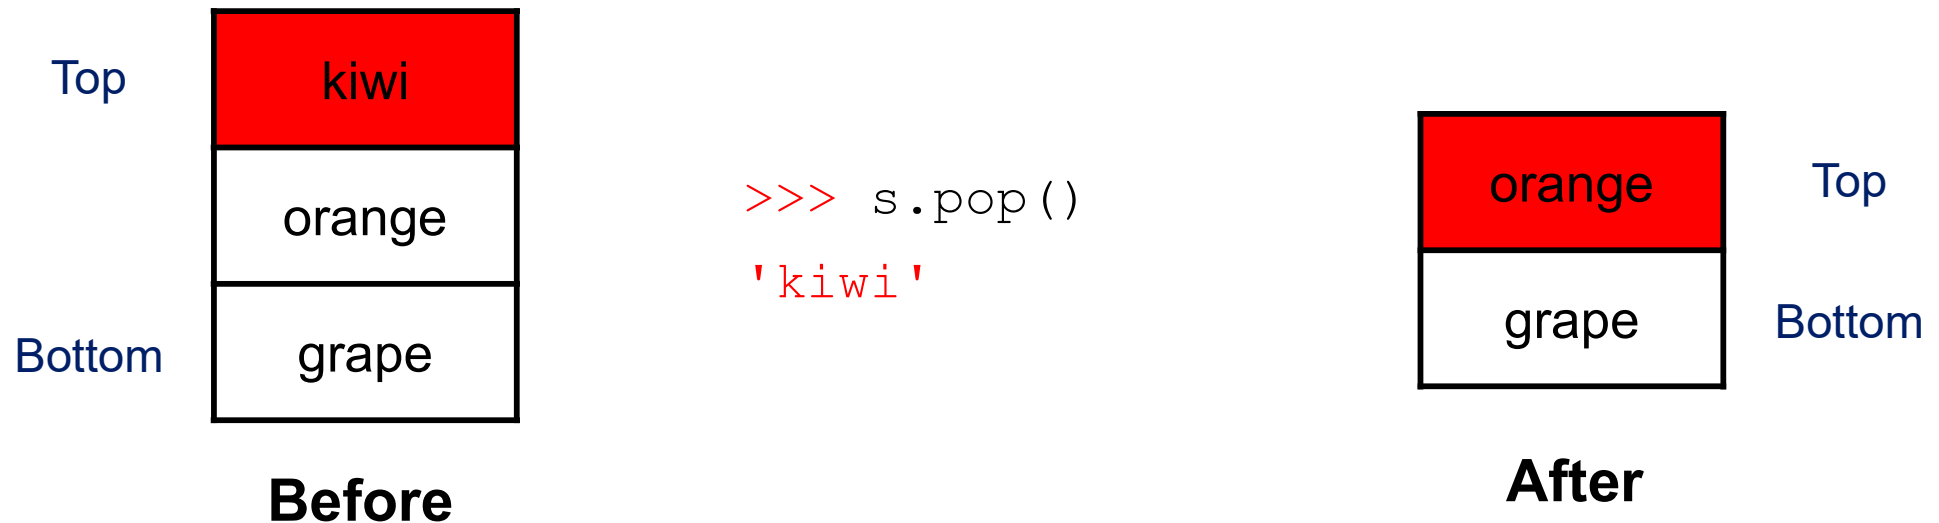 Top
kiwi
orange
Bottom
grape
Before
>>> s.pop()
'kiwi'
orange
Top
grape
Bottom
After